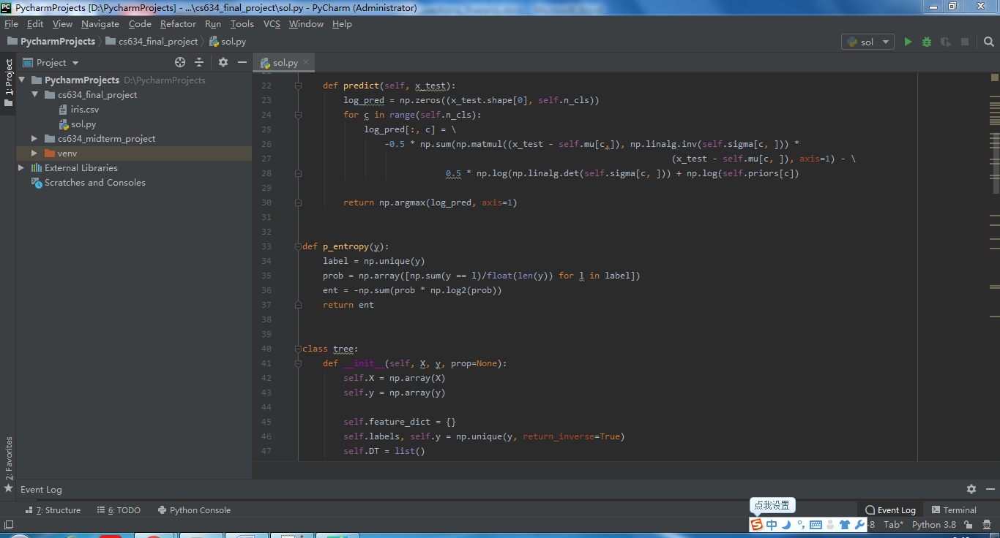 PycharmProjects [D:\PycharmProjects] - ...\cs634_final_project\sol.py - PyCharm (Administrator)
File Edit View Navigate Code Refactor Run Tools VCS Window Help
PycharmProjects cs634_final_project sol.py sol
Project sol.py
1: Project
PycharmProjects D:\PycharmProjects
cs634_final_project
iris.csv
sol.py
cs634_midterm_project
venv
External Libraries
Scratches and Consoles
22 def predict(self, x_test):
23 log_pred = np.zeros((x_test.shape[0], self.n_cls))
24 for c in range(self.n_cls):
25 log_pred[:, c] = \
26 -0.5 * np.sum(np.matmul((x_test - self.mu[c,]), np.linalg.inv(self.sigma[c, ])) *
27 (x_test - self.mu[c, ]), axis=1) - \
28 0.5 * np.log(np.linalg.det(self.sigma[c, ])) + np.log(self.priors[c])
29
30 return np.argmax(log_pred, axis=1)
31
32
33 def p_entropy(y):
34 label = np.unique(y)
35 prob = np.array([np.sum(y == l)/float(len(y)) for l in label])
36 ent = -np.sum(prob * np.log2(prob))
37 return ent
38
39
40 class tree:
41 def __init__(self, X, y, prop=None):
42 self.X = np.array(X)
43 self.y = np.array(y)
44
45 self.feature_dict = {}
46 self.labels, self.y = np.unique(y, return_inverse=True)
47 self.DT = list()
2: Favorites
Event Log
7: Structure 6: TODO Python Console Event Log Terminal
点我设置
中 -8 Tab* Python 3.8